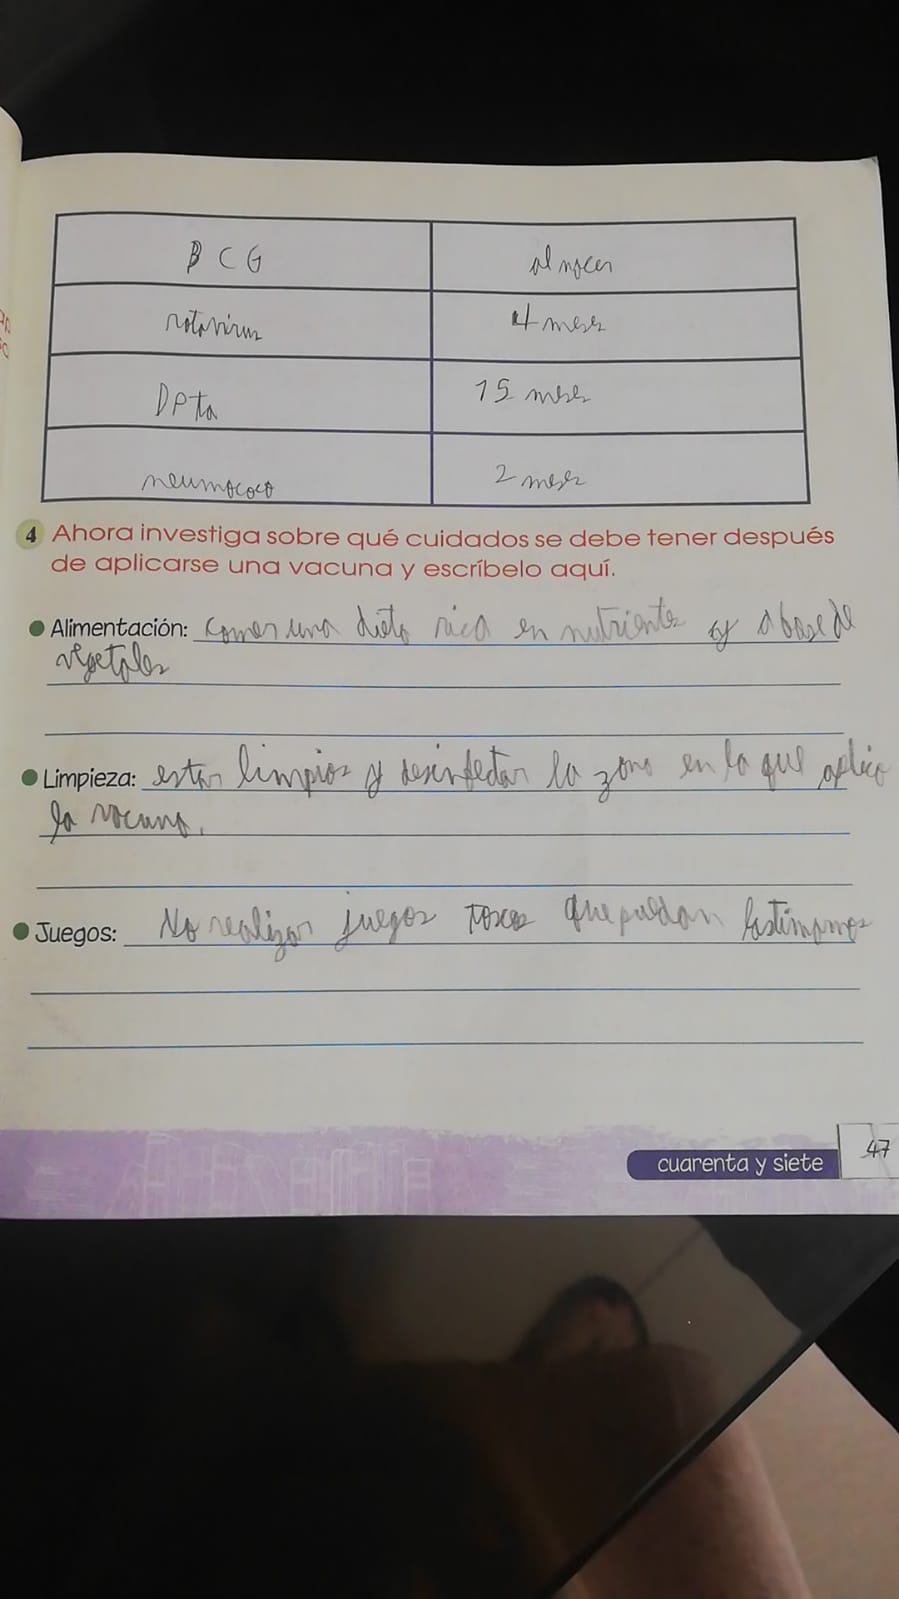 BCG al nacer
rotavirus 4 meses
Dpta 15 meses
neumococo 2 meses
4 Ahora investiga sobre qué cuidados se debe tener después
de aplicarse una vacuna y escríbelo aquí.
Alimentación: comer una dieta rica en nutriente y a base de
vegetales
Limpieza: estar limpios y desinfectar la zona en la que aplico
la vacuna.
Juegos: No realizar juegos toscos que puedan lastimarnos
cuarenta y siete 47